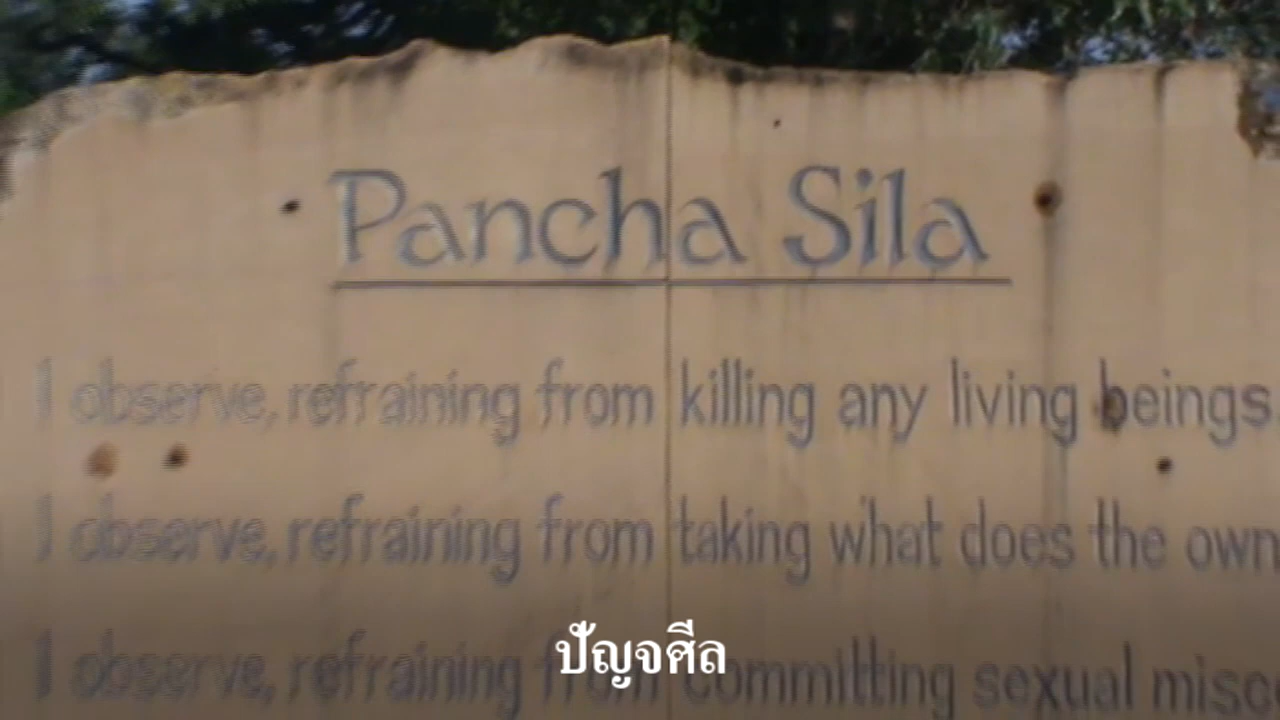 Pancha Sila
I observe, refraining from killing any living beings.
I observe, refraining from taking what does the own
I observe, refraining from committing sexual misc
ปัญจศีล